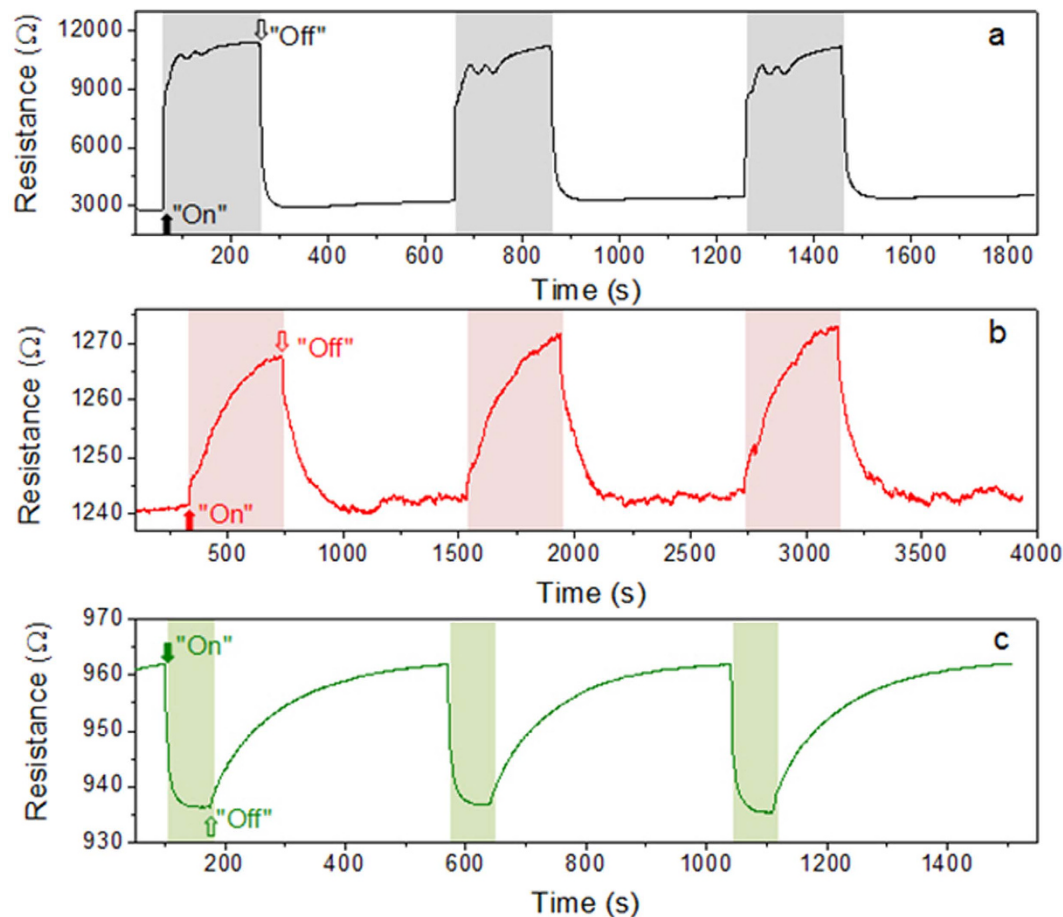 12000
9000
6000
3000
Resistance (Ω)
"Off"
"On"
a
200 400 600 800 1000 1200 1400 1600 1800
Time (s)
1270
1260
1250
1240
Resistance (Ω)
"Off"
"On"
b
500 1000 1500 2000 2500 3000 3500 4000
Time (s)
970
960
950
940
930
Resistance (Ω)
"On"
"Off"
c
200 400 600 800 1000 1200 1400
Time (s)